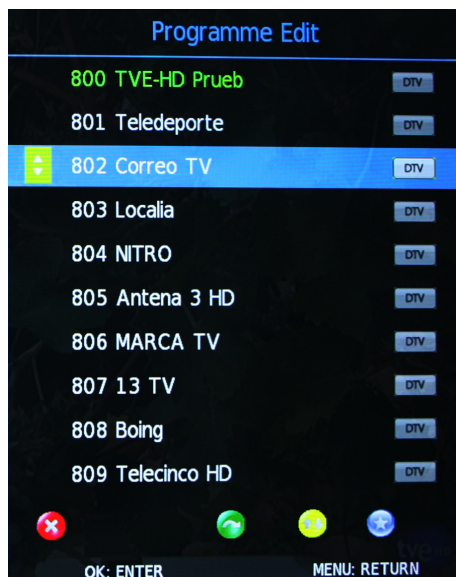 Programme Edit
800 TVE-HD Prueb DTV
801 Teledeporte DTV
802 Correo TV DTV
803 Localia DTV
804 NITRO DTV
805 Antena 3 HD DTV
806 MARCA TV DTV
807 13 TV DTV
808 Boing DTV
809 Telecinco HD DTV
tve
OK: ENTER MENU: RETURN